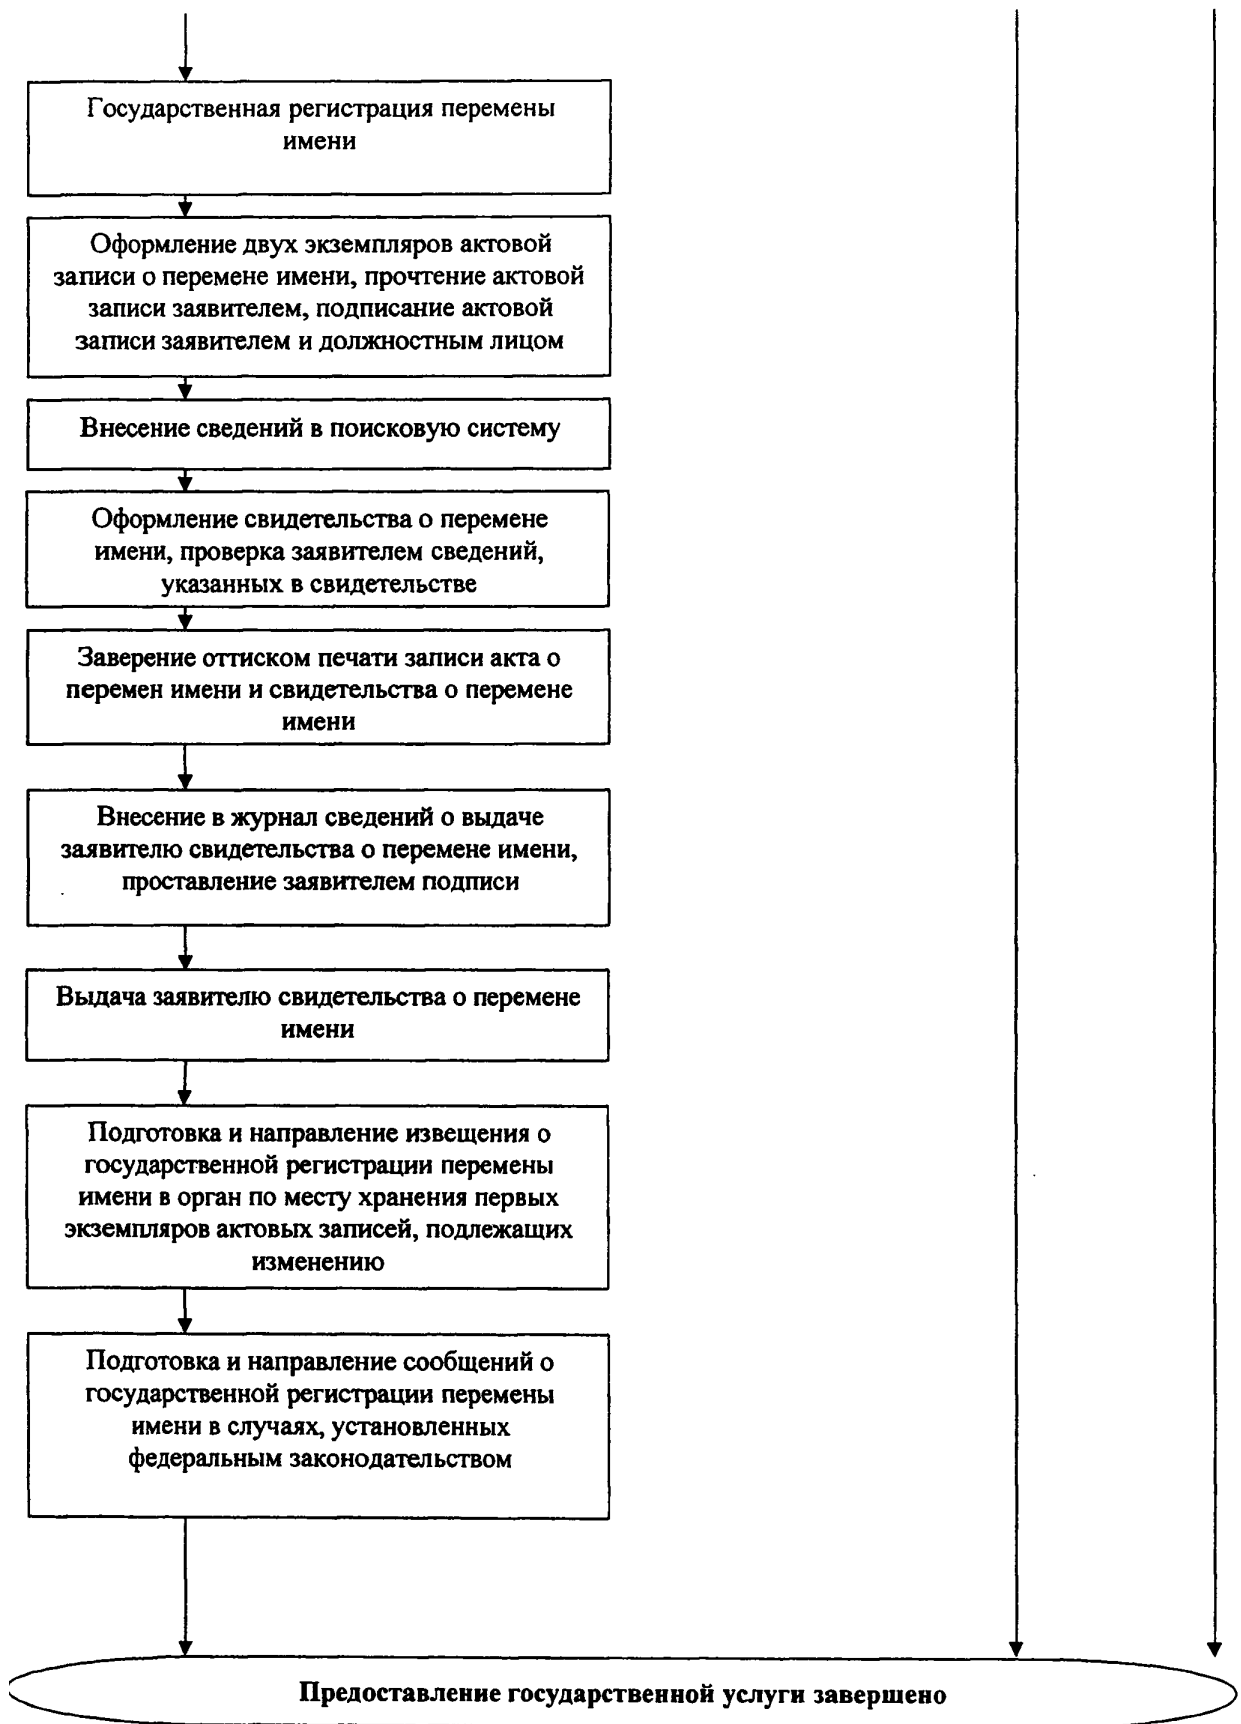 Государственная регистрация перемены
имени
Оформление двух экземпляров актовой
записи о перемене имени, прочтение актовой
записи заявителем, подписание актовой
записи заявителем и должностным лицом
Внесение сведений в поисковую систему
Оформление свидетельства о перемене
имени, проверка заявителем сведений,
указанных в свидетельстве
Заверение оттиском печати записи акта о
перемен имени и свидетельства о перемене
имени
Внесение в журнал сведений о выдаче
заявителю свидетельства о перемене имени,
проставление заявителем подписи
Выдача заявителю свидетельства о перемене
имени
Подготовка и направление извещения о
государственной регистрации перемены
имени в орган по месту хранения первых
экземпляров актовых записей, подлежащих
изменению
Подготовка и направление сообщений о
государственной регистрации перемены
имени в случаях, установленных
федеральным законодательством
Предоставление государственной услуги завершено